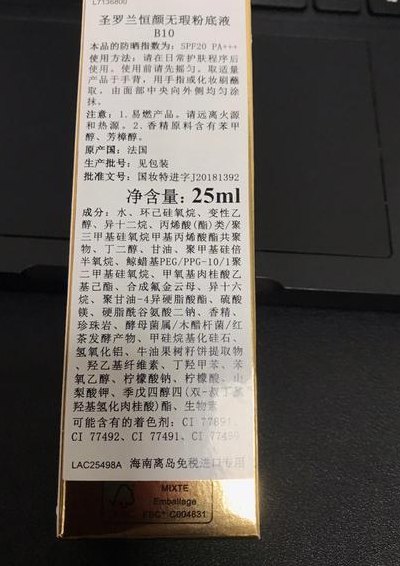 L7136800
圣罗兰恒颜无瑕粉底液
B10
本品的防晒指数为：SPF20 PA+++
使用方法：请在日常护肤程序后
使用。使用前请先摇匀。取适量
产品于手背，用手指或化妆刷蘸
取，由面部中央向外侧均匀涂
抹。
注意：1.易燃产品。请远离火源
和热源。2.香精原料含有苯甲
醇、芳樟醇。
原产国：法国
生产批号：见包装
批准文号：国妆特进字J20181392
净含量：25ml
成分：水、环己硅氧烷、变性乙
醇、异十二烷、丙烯酸(酯)类/聚
三甲基硅氧烷甲基丙烯酸酯共聚
物、丁二醇、甘油、聚甲基硅倍
半氧烷、鲸蜡基PEG/PPG-10/1聚
二甲基硅氧烷、甲氧基肉桂酸乙
基己酯、合成氟金云母、异十六
烷、聚甘油-4异硬脂酸酯、硫酸
镁、硬脂酰谷氨酸二钠、香精、
珍珠岩、酵母菌属/木醋杆菌/红
茶发酵产物、甲硅烷基化硅石、
氢氧化铝、牛油果树籽饼提取物
、羟乙基纤维素、丁羟甲苯、苯
氧乙醇、柠檬酸钠、柠檬酸、山
梨酸钾、季戊四醇四(双-叔丁基
羟基氢化肉桂酸)酯、生物素
可能含有的着色剂：CI 77891、
CI 77492、CI 77491、CI 77499
LAC25498A 海南离岛免税进口专用
MIXTE
Emballage
FSC® C004631